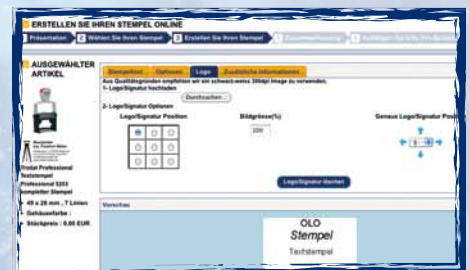 ERSTELLEN SIE IHREN STEMPEL ONLINE
1 Präsentation 2 Wählen Sie Ihren Stempel 3 Erstellen Sie Ihren Stempel
AUSGEWÄHLTER
ARTIKEL
Stempeltext Optionen Logo Zusätzliche Informationen
Aus Qualitätsgründen empfehlen wir ein schwarz-weiss 300dpi Image zu verwenden.
1- Logo/Signatur hochladen
Durchsuchen...
2- Logo/Signatur Optionen
Logo/Signatur Position Bildgrösse(%) Genaue Logo/Signatur Posi
Trodat Professional
Textstempel
Professional 5203
kompletter Stempel
49 x 28 mm , 7 Linien
Gehäusefarbe :
Stückpreis : 0,00 EUR
Logo/Signatur löschen
Vorschau
OLO
Stempel
Textstempel